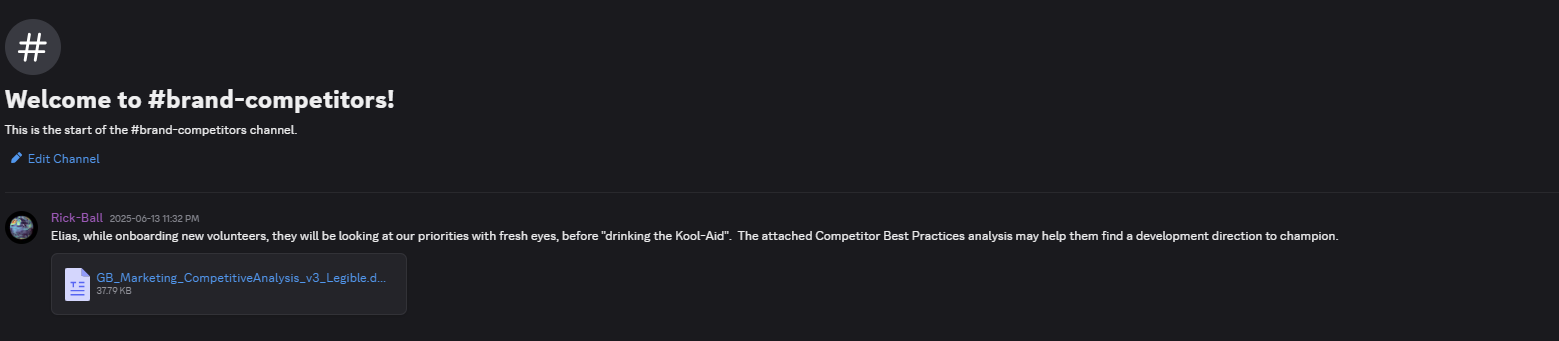 #
Welcome to #brand-competitors!
This is the start of the #brand-competitors channel.
Edit Channel
Rick-Ball 2025-06-13 11:32 PM
Elias, while onboarding new volunteers, they will be looking at our priorities with fresh eyes, before "drinking the Kool-Aid".  The attached Competitor Best Practices analysis may help them find a development direction to champion.
GB_Marketing_CompetitiveAnalysis_v3_Legible.d...
37.79 KB